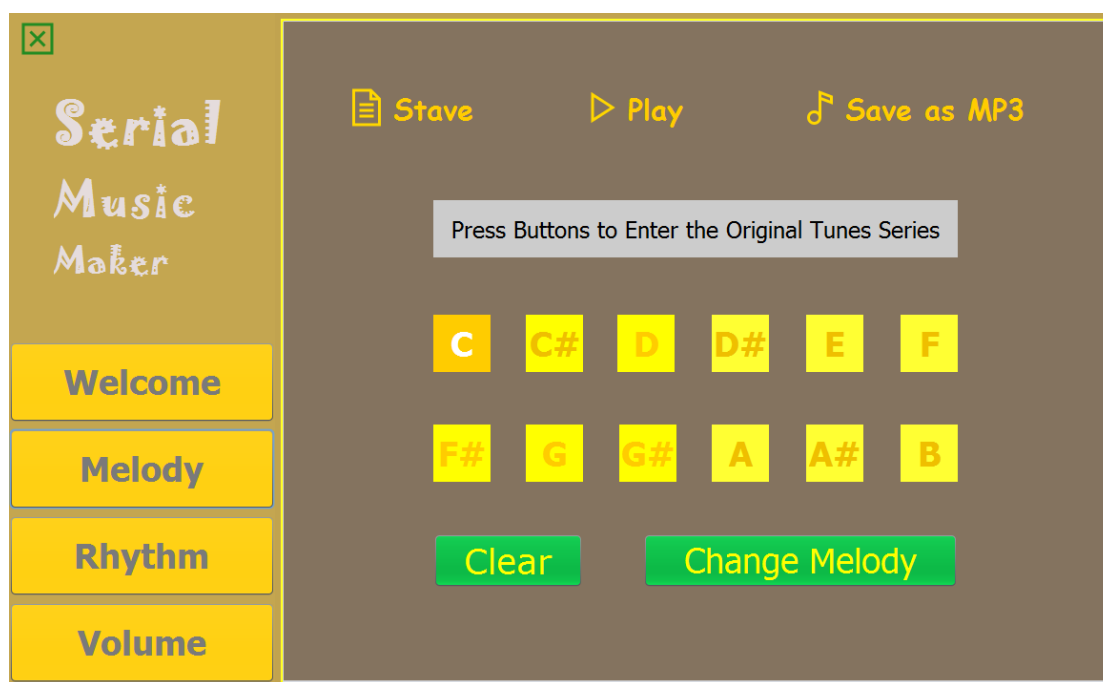 Serial
Music
Maker
Welcome
Melody
Rhythm
Volume
Stave Play Save as MP3
Press Buttons to Enter the Original Tunes Series
C C# D D# E F
F# G G# A A# B
Clear Change Melody